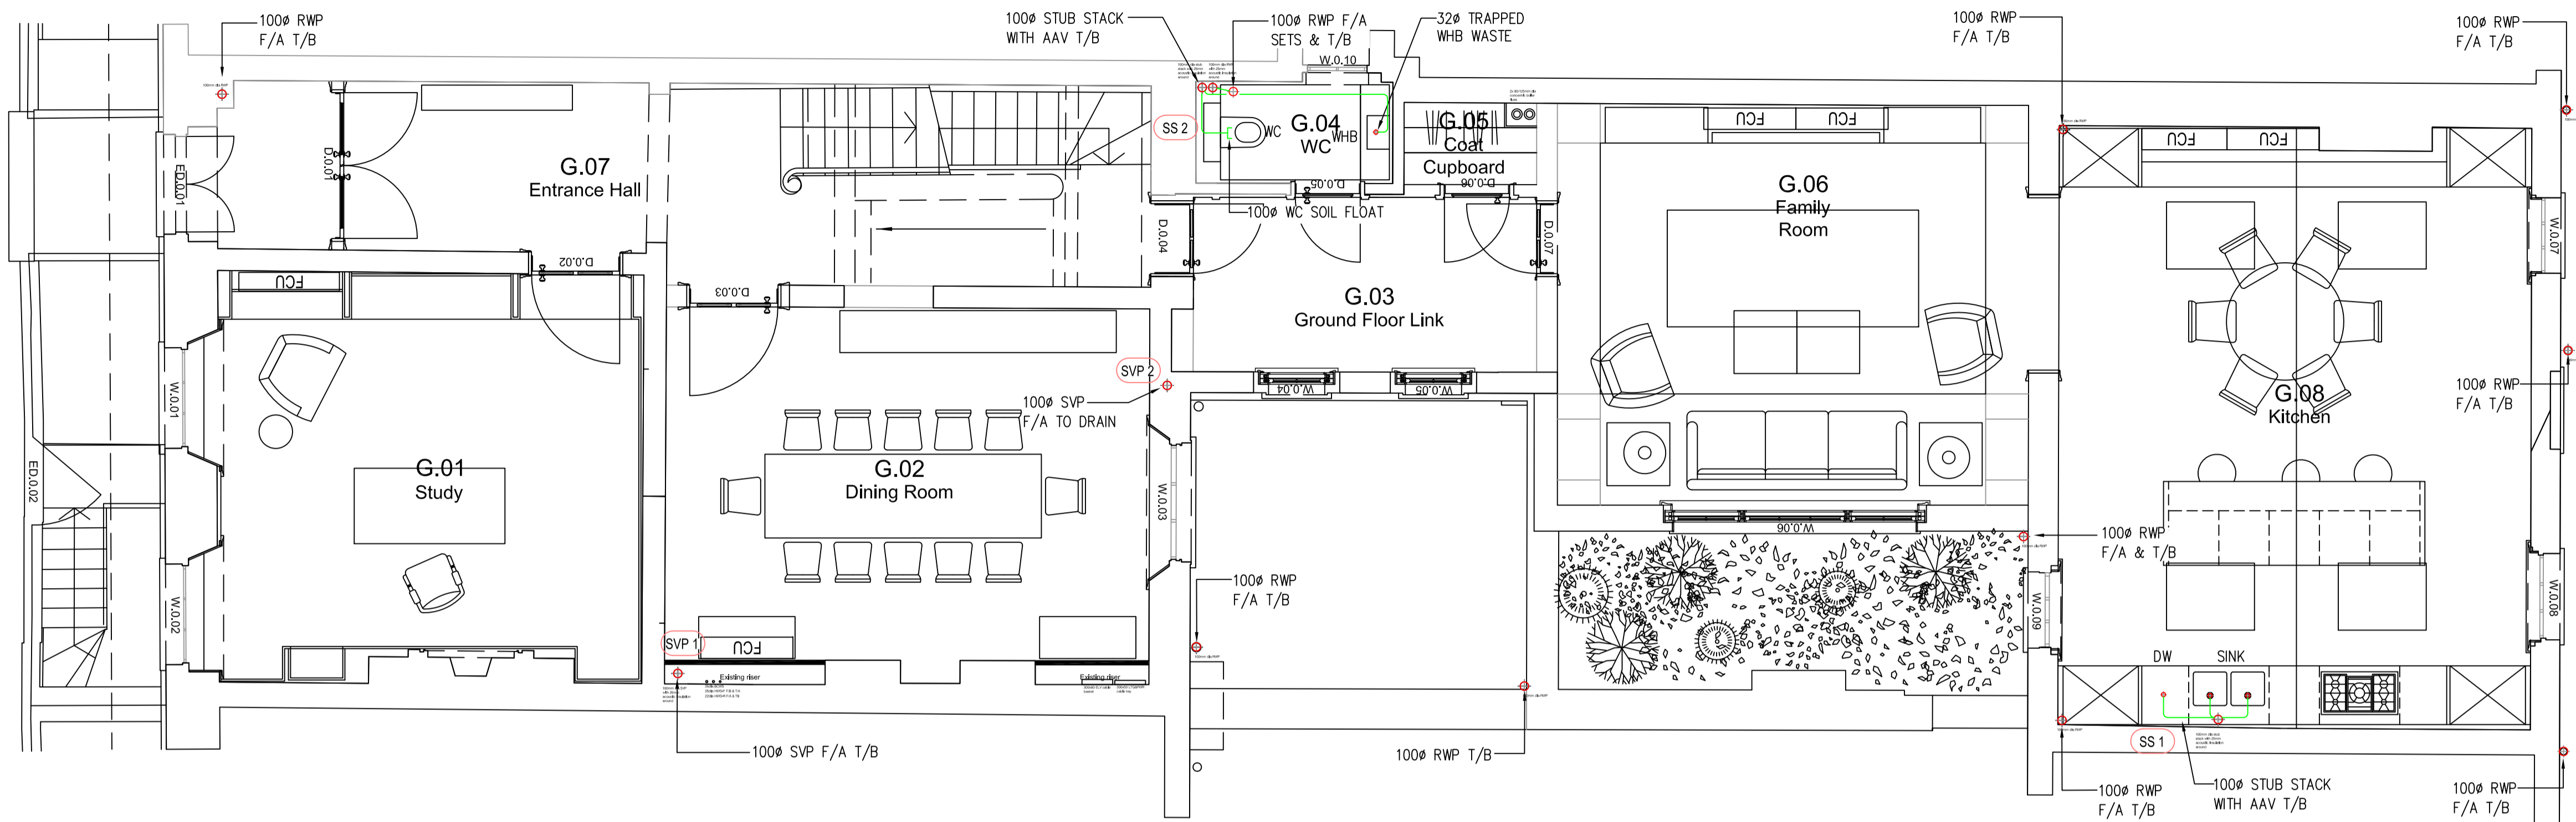 100ø RWP
F/A T/B
100ø STUB STACK
WITH AAV T/B
100ø RWP F/A
SETS & T/B
32ø TRAPPED
WHB WASTE
100ø RWP
F/A T/B
100ø RWP
F/A T/B
W.0.10
SS 2
WC
G.04
WC
WHB
G.05
Coat
Cupboard
FCU
FCU
FCU
FCU
ED.0.01
D.0.01
G.07
Entrance Hall
D.0.05
D.0.06
G.06
Family
Room
100ø WC SOIL FLOAT
D.0.04
D.0.07
W.0.07
D.0.02
FCU
D.0.03
G.03
Ground Floor Link
SVP 2
W.0.04
W.0.05
100ø SVP
F/A TO DRAIN
W.0.01
100ø RWP
F/A T/B
G.08
Kitchen
ED.0.02
G.01
Study
G.02
Dining Room
W.0.03
W.0.06
100ø RWP
F/A & T/B
100ø RWP
F/A T/B
W.0.02
W.0.09
W.0.08
SVP 1
FCU
DW
SINK
Existing riser
Existing riser
100ø SVP F/A T/B
100ø RWP T/B
SS 1
100ø RWP
F/A T/B
100ø STUB STACK
WITH AAV T/B
100ø RWP
F/A T/B